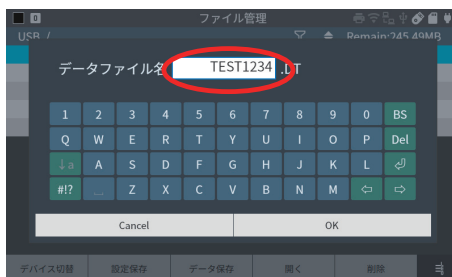 0 ファイル管理
USB / Remain:245.49MB
データファイル名 TEST1234 .DT
1 2 3 4 5 6 7 8 9 0 BS
Q W E R T Y U I O P Del
↓a A S D F G H J K L
#!? _ Z X C V B N M ⇦ ⇨
Cancel OK
デバイス切替 設定保存 データ保存 開く 削除